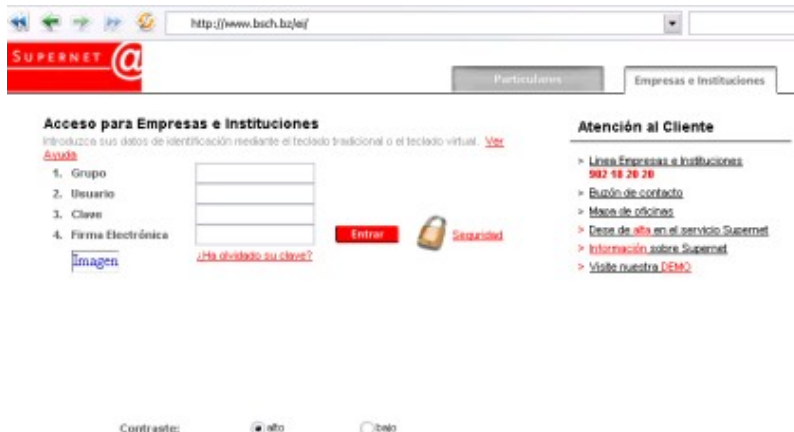 http://www.bsch.bz/ei/
SUPERNET @
Particulares
Empresas e Instituciones
Acceso para Empresas e Instituciones
Introduzca sus datos de identificación mediante el teclado tradicional o el teclado virtual. Ver
Ayuda
1. Grupo
2. Usuario
3. Clave
4. Firma Electrónica
Entrar
Seguridad
Imagen
¿Ha olvidado su clave?
Atención al Cliente
» Línea Empresas e Instituciones
902 18 20 20
» Buzón de contacto
» Mapa de oficinas
> Dese de alta en el servicio Supernet
> Información sobre Supernet
> Visite nuestra DEMO
Contraste: alto bajo